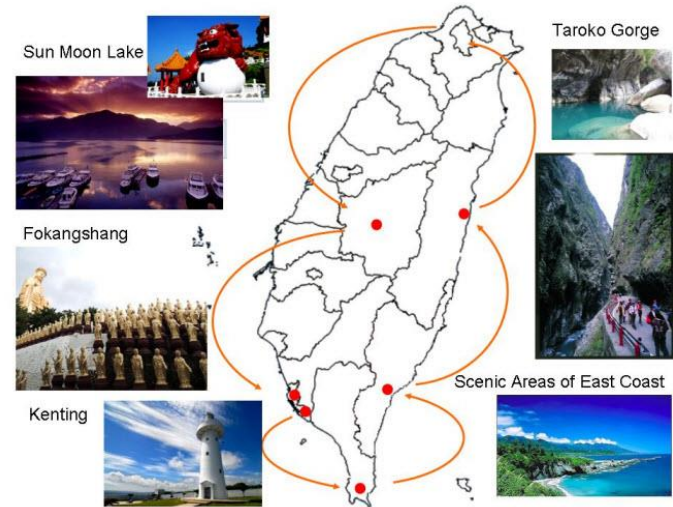 Sun Moon Lake
Taroko Gorge
Fokangshang
Kenting
Scenic Areas of East Coast